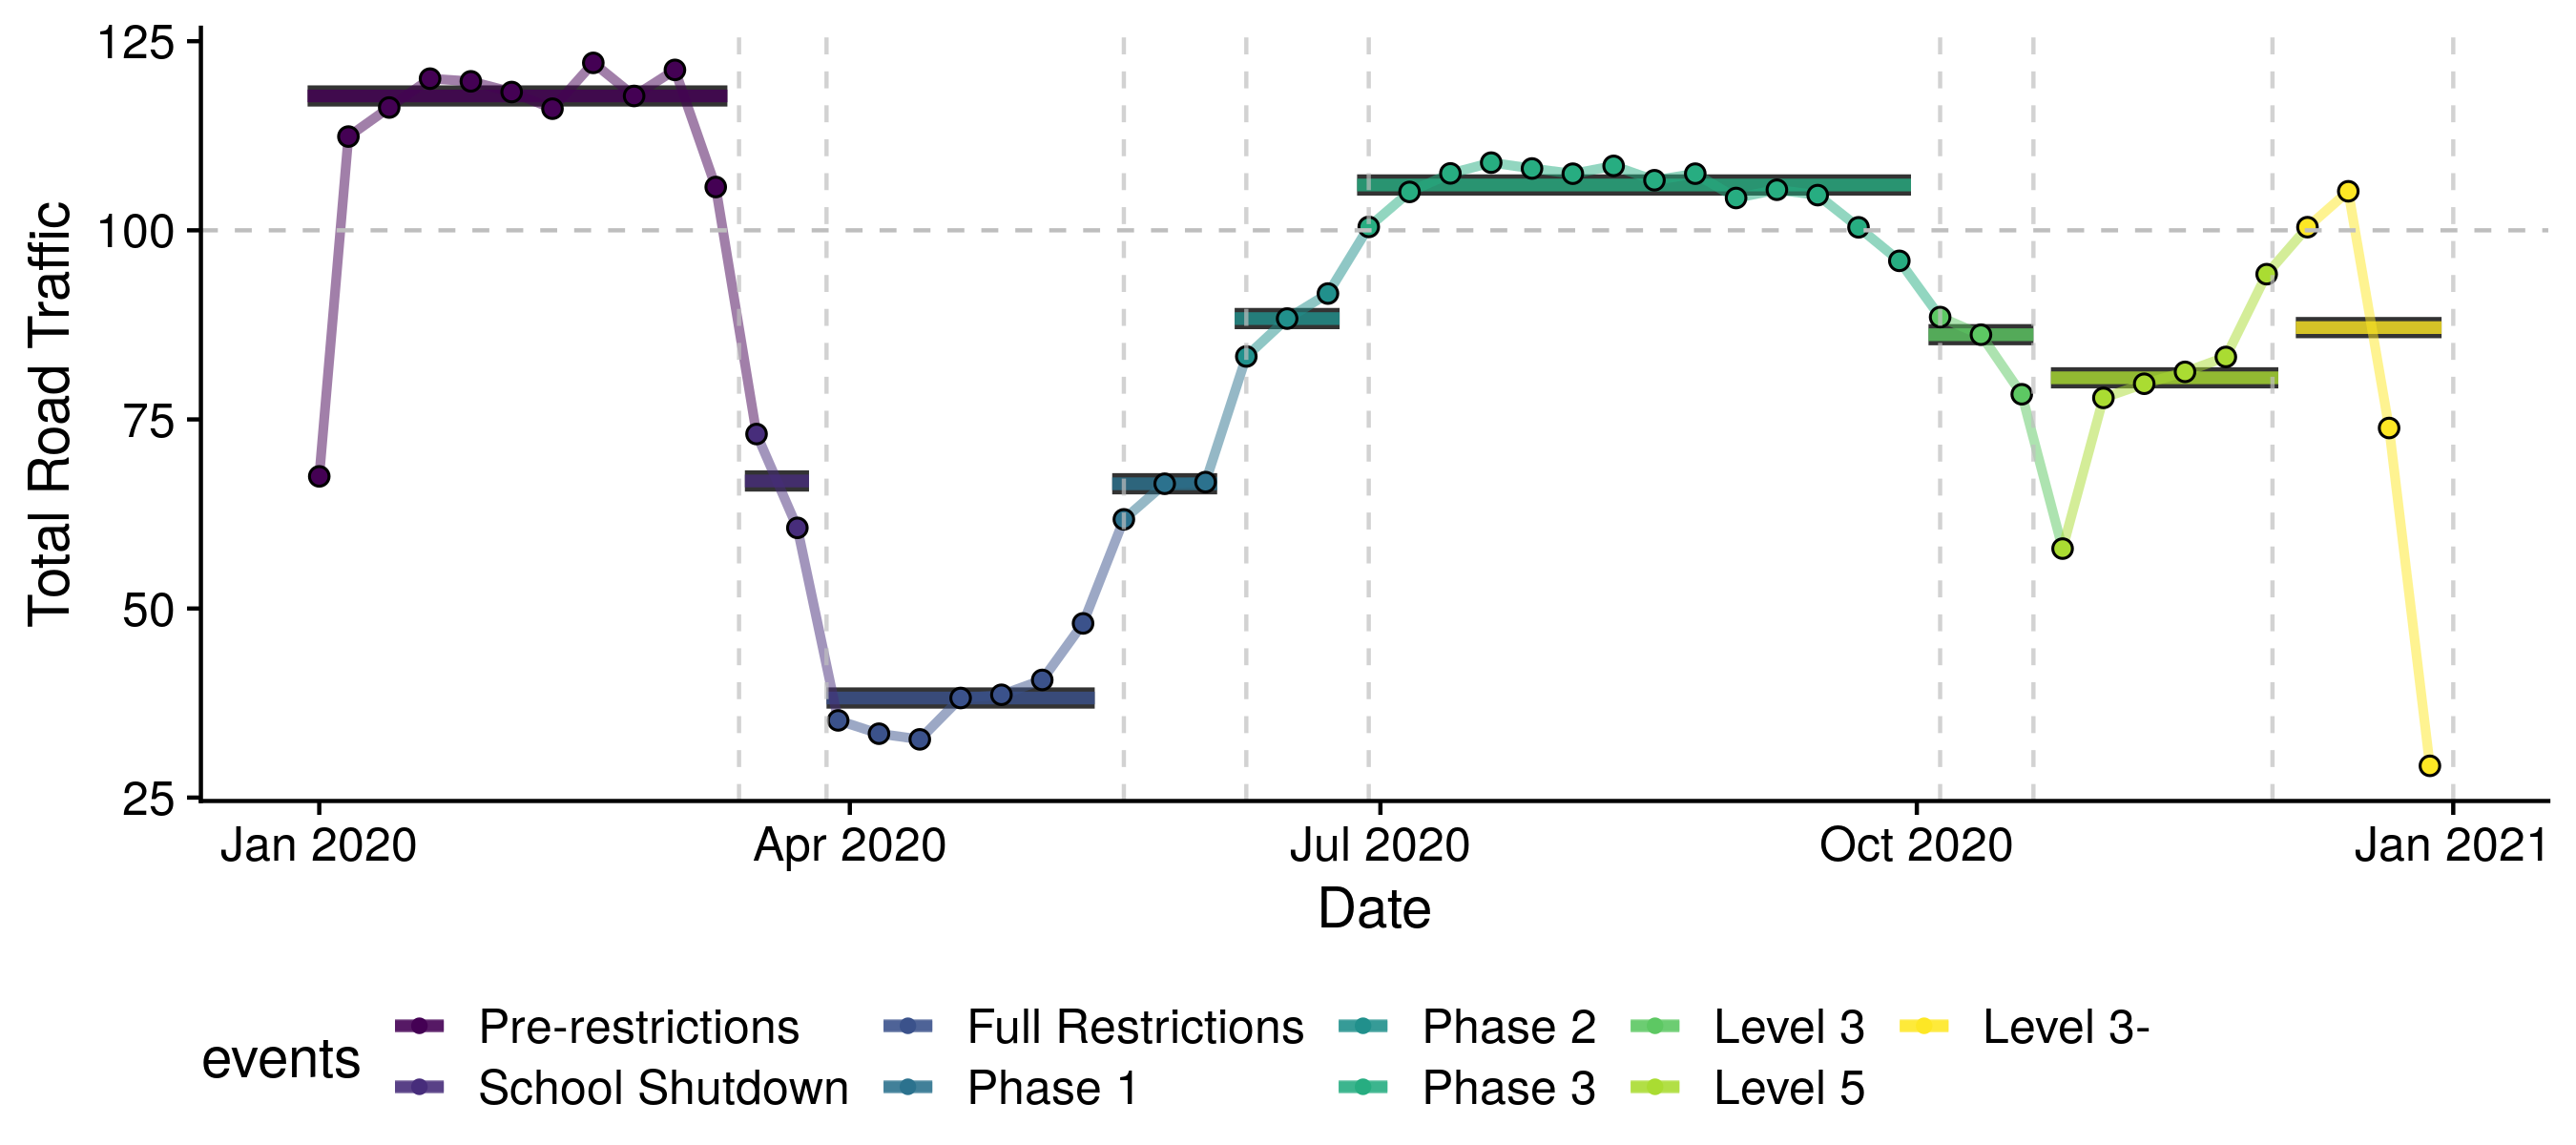 Total Road Traffic
125
100
75
50
25
Jan 2020 Apr 2020 Jul 2020 Oct 2020 Jan 2021
Date
events
Pre-restrictions Full Restrictions Phase 2 Level 3 Level 3-
School Shutdown Phase 1 Phase 3 Level 5